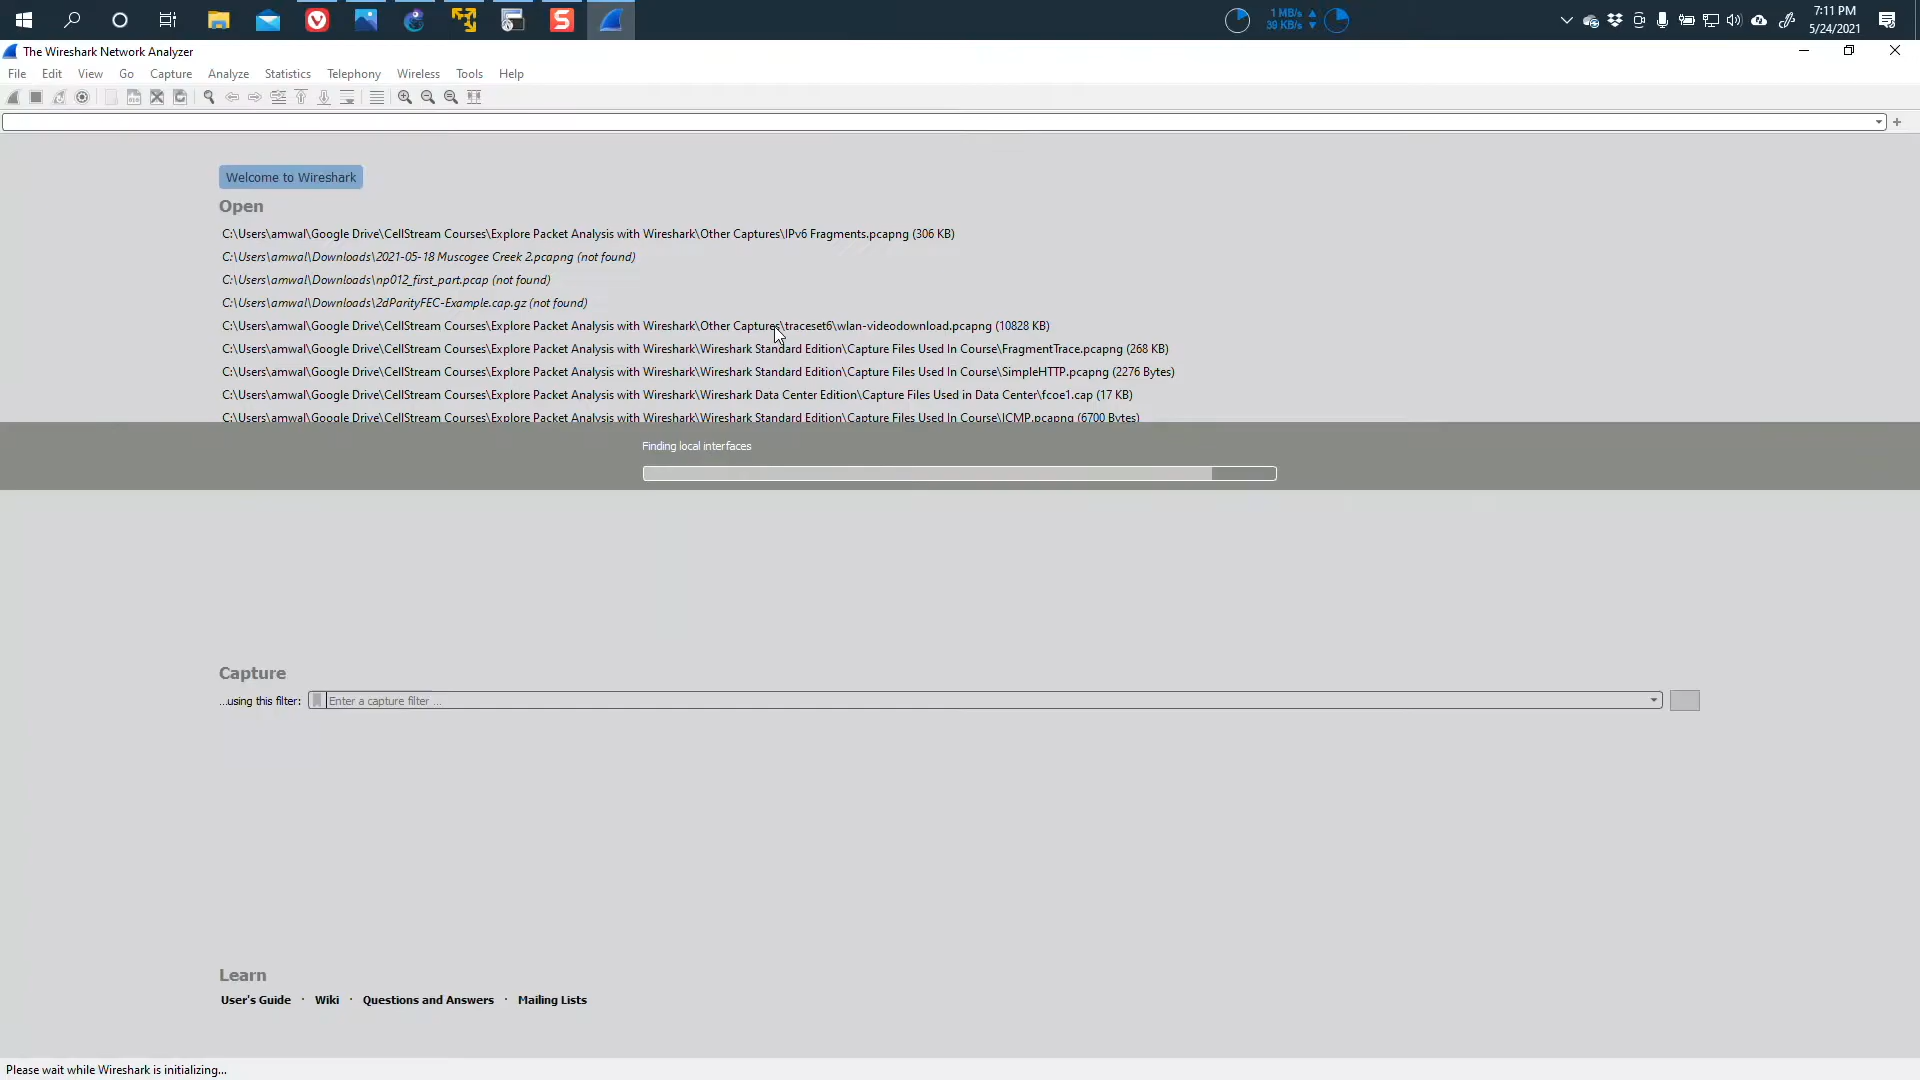 1 MB/s
39 KB/s
7:11 PM
5/24/2021
The Wireshark Network Analyzer
File Edit View Go Capture Analyze Statistics Telephony Wireless Tools Help
Welcome to Wireshark
Open
C:\Users\amwal\Google Drive\CellStream Courses\Explore Packet Analysis with Wireshark\Other Captures\IPv6 Fragments.pcapng (306 KB)
C:\Users\amwal\Downloads\2021-05-18 Muscogee Creek 2.pcapng (not found)
C:\Users\amwal\Downloads\np012_first_part.pcap (not found)
C:\Users\amwal\Downloads\2dParityFEC-Example.cap.gz (not found)
C:\Users\amwal\Google Drive\CellStream Courses\Explore Packet Analysis with Wireshark\Other Captures\traceset6\wlan-videodownload.pcapng (10828 KB)
C:\Users\amwal\Google Drive\CellStream Courses\Explore Packet Analysis with Wireshark\Wireshark Standard Edition\Capture Files Used In Course\FragmentTrace.pcapng (268 KB)
C:\Users\amwal\Google Drive\CellStream Courses\Explore Packet Analysis with Wireshark\Wireshark Standard Edition\Capture Files Used In Course\SimpleHTTP.pcapng (2276 Bytes)
C:\Users\amwal\Google Drive\CellStream Courses\Explore Packet Analysis with Wireshark\Wireshark Data Center Edition\Capture Files Used in Data Center\fcoe1.cap (17 KB)
C:\Users\amwal\Google Drive\CellStream Courses\Explore Packet Analysis with Wireshark\Wireshark Standard Edition\Capture Files Used In Course\ICMP.pcapng (6700 Bytes)
Finding local interfaces
Capture
...using this filter: Enter a capture filter ...
Learn
User's Guide · Wiki · Questions and Answers · Mailing Lists
Please wait while Wireshark is initializing...